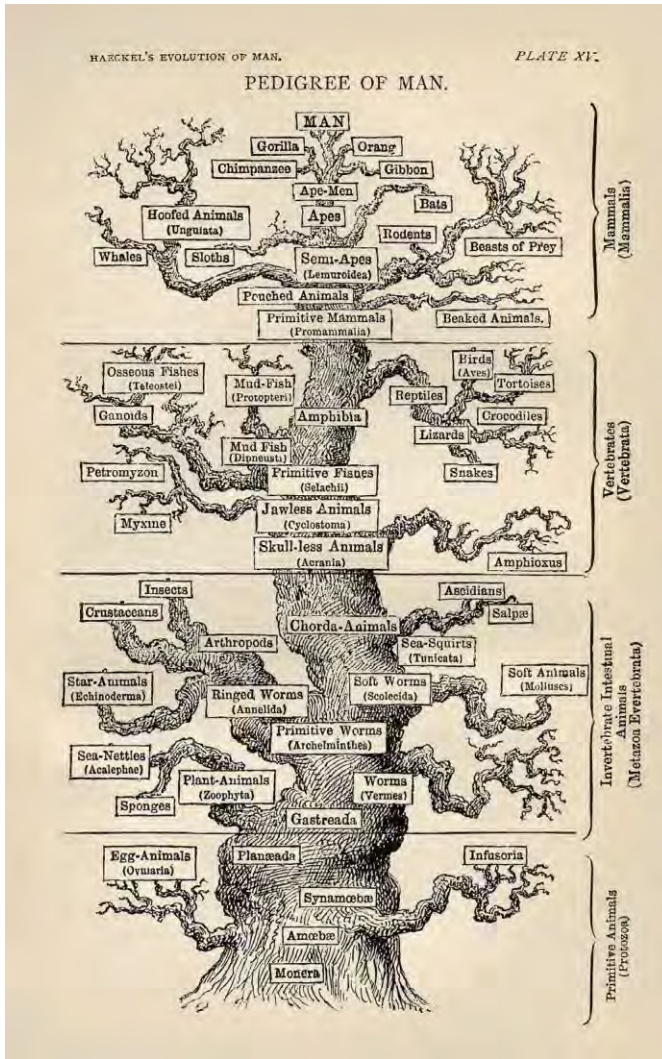 HAECKEL'S EVOLUTION OF MAN.
PLATE XV.
PEDIGREE OF MAN.
MAN
Gorilla
Orang
Chimpanzee
Gibbon
Ape-Men
Bats
Hoofed Animals
(Ungulata)
Apes
Rodents
Beasts of Prey
Whales
Sloths
Semi-Apes
(Lemuroidea)
Pouched Animals
Primitive Mammals
(Promammalia)
Beaked Animals.
Mammals
(Mammalia)
Osseous Fishes
(Teleostei)
Mud-Fish
(Protopteri)
Birds
(Aves)
Tortoises
Reptiles
Ganoids
Amphibia
Crocodiles
Lizards
Mud Fish
(Dipneusti)
Snakes
Petromyzon
Primitive Fishes
(Selachii)
Jawless Animals
(Cyclostoma)
Myxine
Skull-less Animals
(Acrania)
Amphioxus
Vertebrates
(Vertebrata)
Insects
Ascidians
Crustaceans
Salpæ
Chorda-Animals
Arthropods
Sea-Squirts
(Tunicata)
Star-Animals
(Echinoderma)
Ringed Worms
(Annelida)
Soft Worms
(Scolecida)
Soft Animals
(Molluscs)
Primitive Worms
(Archelminthes)
Sea-Nettles
(Acalephae)
Plant-Animals
(Zoophyta)
Worms
(Vermes)
Sponges
Gastreada
Invertebrate Intestinal
Animals
(Metazoa Evertebrata)
Egg-Animals
(Ovularia)
Planæada
Infusoria
Synamœbæ
Amœbæ
Monera
Primitive Animals
(Protozoa)